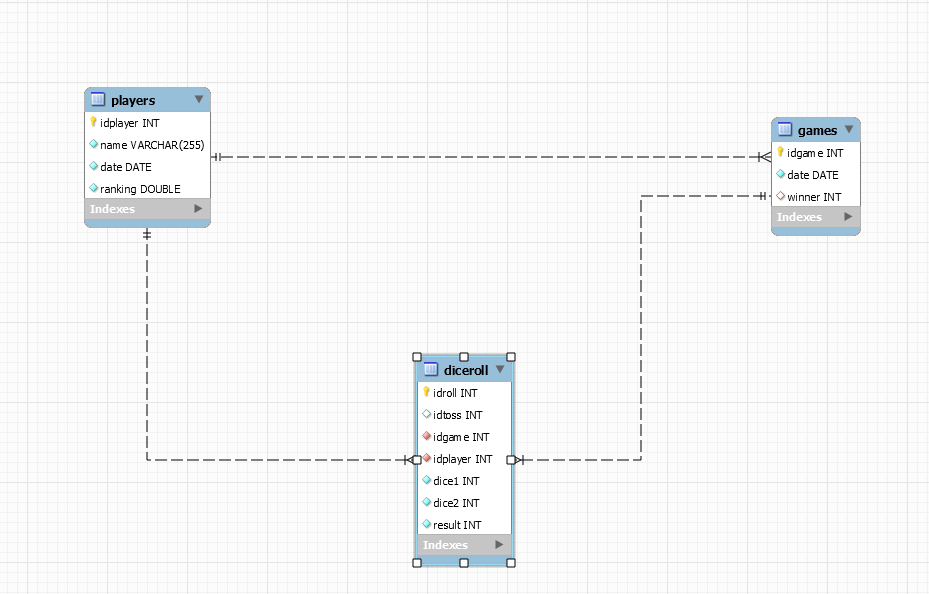 players
idplayer INT
name VARCHAR(255)
date DATE
ranking DOUBLE
Indexes
games
idgame INT
date DATE
winner INT
Indexes
diceroll
idroll INT
idtoss INT
idgame INT
idplayer INT
dice1 INT
dice2 INT
result INT
Indexes